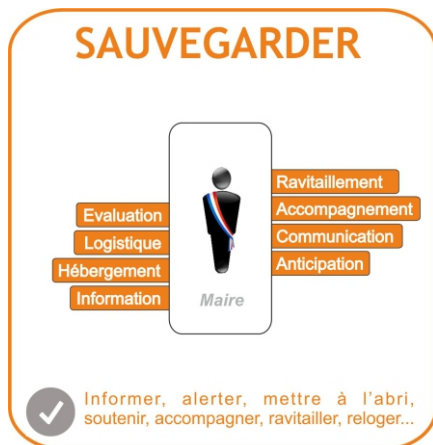 SAUVEGARDER
Evaluation
Logistique
Hébergement
Information
Maire
Ravitaillement
Accompagnement
Communication
Anticipation
Informer, alerter, mettre à l'abri,
soutenir, accompagner, ravitailler, reloger...